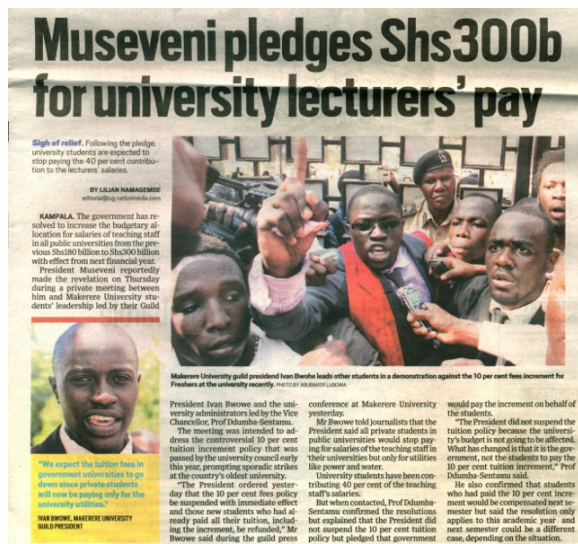 Museveni pledges Shs300b
for university lecturers' pay
Sigh of relief. Following the pledge,
university students are expected to
stop paying the 40 per cent contribu-
tion to the lecturers' salaries.
BY LILIAN NAMAGEMBE
editorial@ug.nationmedia.com
KAMPALA. The government has re-
solved to increase the budgetary al-
location for salaries of teaching staff
in all public universities from the pre-
vious Shs180 billion to Shs300 billion
with effect from next financial year.
President Museveni reportedly
made the revelation on Thursday
during a private meeting between
him and Makerere University stu-
dents' leadership led by their Guild
"We expect the tuition fees in
government universities to go
down since private students
will now be paying only for the
university utilities."
IVAN BWOWE, MAKERERE UNIVERSITY
GUILD PRESIDENT
Makerere University guild president Ivan Bwohe leads other students in a demonstration against the 10 per cent fees increment for
Freshers at the university recently. PHOTO BY ABUBAKER LUBOWA
President Ivan Bwowe and the uni-
versity administrators led by the Vice
Chancellor, Prof Ddumba-Sentamu.
The meeting was intended to ad-
dress the controversial 10 per cent
tuition increment policy that was
passed by the university council early
this year, prompting sporadic strikes
at the country's oldest university.
"The President ordered yester-
day that the 10 per cent fees policy
be suspended with immediate effect
and those new students who had al-
ready paid all their tuition, includ-
ing the increment, be refunded," Mr
Bwowe said during the guild press
conference at Makerere University
yesterday.
Mr Bwowe told journalists that the
President said all private students in
public universities would stop pay-
ing for salaries of the teaching staff in
their universities but only for utilities
like power and water.
University students have been con-
tributing 40 per cent of the teaching
staff's salaries.
But when contacted, Prof Ddumba-
Sentamu confirmed the resolutions
but explained that the President did
not suspend the 10 per cent tuition
policy but pledged that government
would pay the increment on behalf of
the students.
"The President did not suspend the
tuition policy because the universi-
ty's budget is not going to be affected.
What has changed is that it is the gov-
ernment, not the students to pay the
10 per cent tuition increment," Prof
Ddumba-Sentamu said.
He also confirmed that students
who had paid the 10 per cent incre-
ment would be compensated next se-
mester but said the resolution only
applies to this academic year and
next semester could be a different
case, depending on the situation.